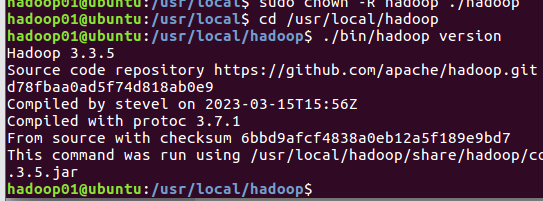 hadoop01@ubuntu:/usr/local$ sudo chown -R hadoop ./hadoop
hadoop01@ubuntu:/usr/local$ cd /usr/local/hadoop
hadoop01@ubuntu:/usr/local/hadoop$ ./bin/hadoop version
Hadoop 3.3.5
Source code repository https://github.com/apache/hadoop.git
d78fbaa0ad5f74d818ab0e9
Compiled by stevel on 2023-03-15T15:56Z
Compiled with protoc 3.7.1
From source with checksum 6bbd9afcf4838a0eb12a5f189e9bd7
This command was run using /usr/local/hadoop/share/hadoop/co
.3.5.jar
hadoop01@ubuntu:/usr/local/hadoop$